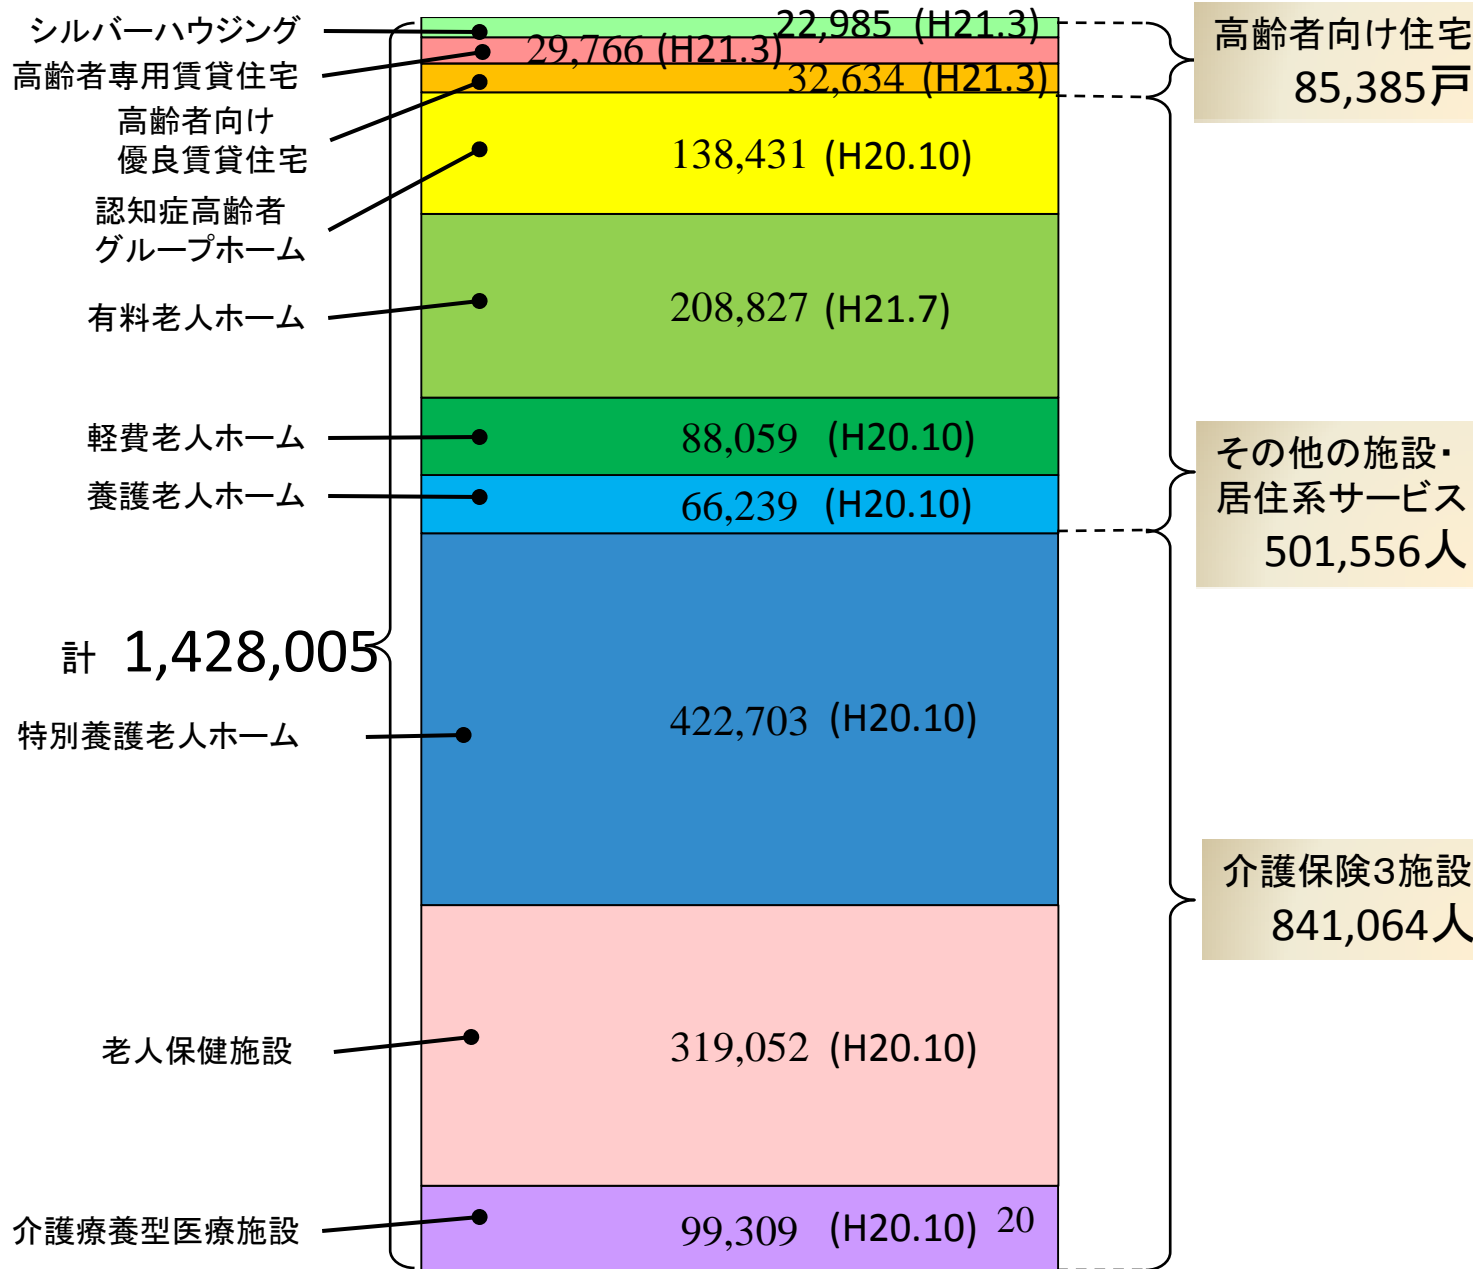 シルバーハウジング
22,985 (H21.3)
高齢者専用賃貸住宅
29,766 (H21.3)
高齢者向け
優良賃貸住宅
32,634 (H21.3)
認知症高齢者
グループホーム
138,431 (H20.10)
有料老人ホーム
208,827 (H21.7)
軽費老人ホーム
88,059 (H20.10)
養護老人ホーム
66,239 (H20.10)
計 1,428,005
特別養護老人ホーム
422,703 (H20.10)
老人保健施設
319,052 (H20.10)
介護療養型医療施設
99,309 (H20.10)
20
高齢者向け住宅
85,385戸
その他の施設・
居住系サービス
501,556人
介護保険3施設
841,064人